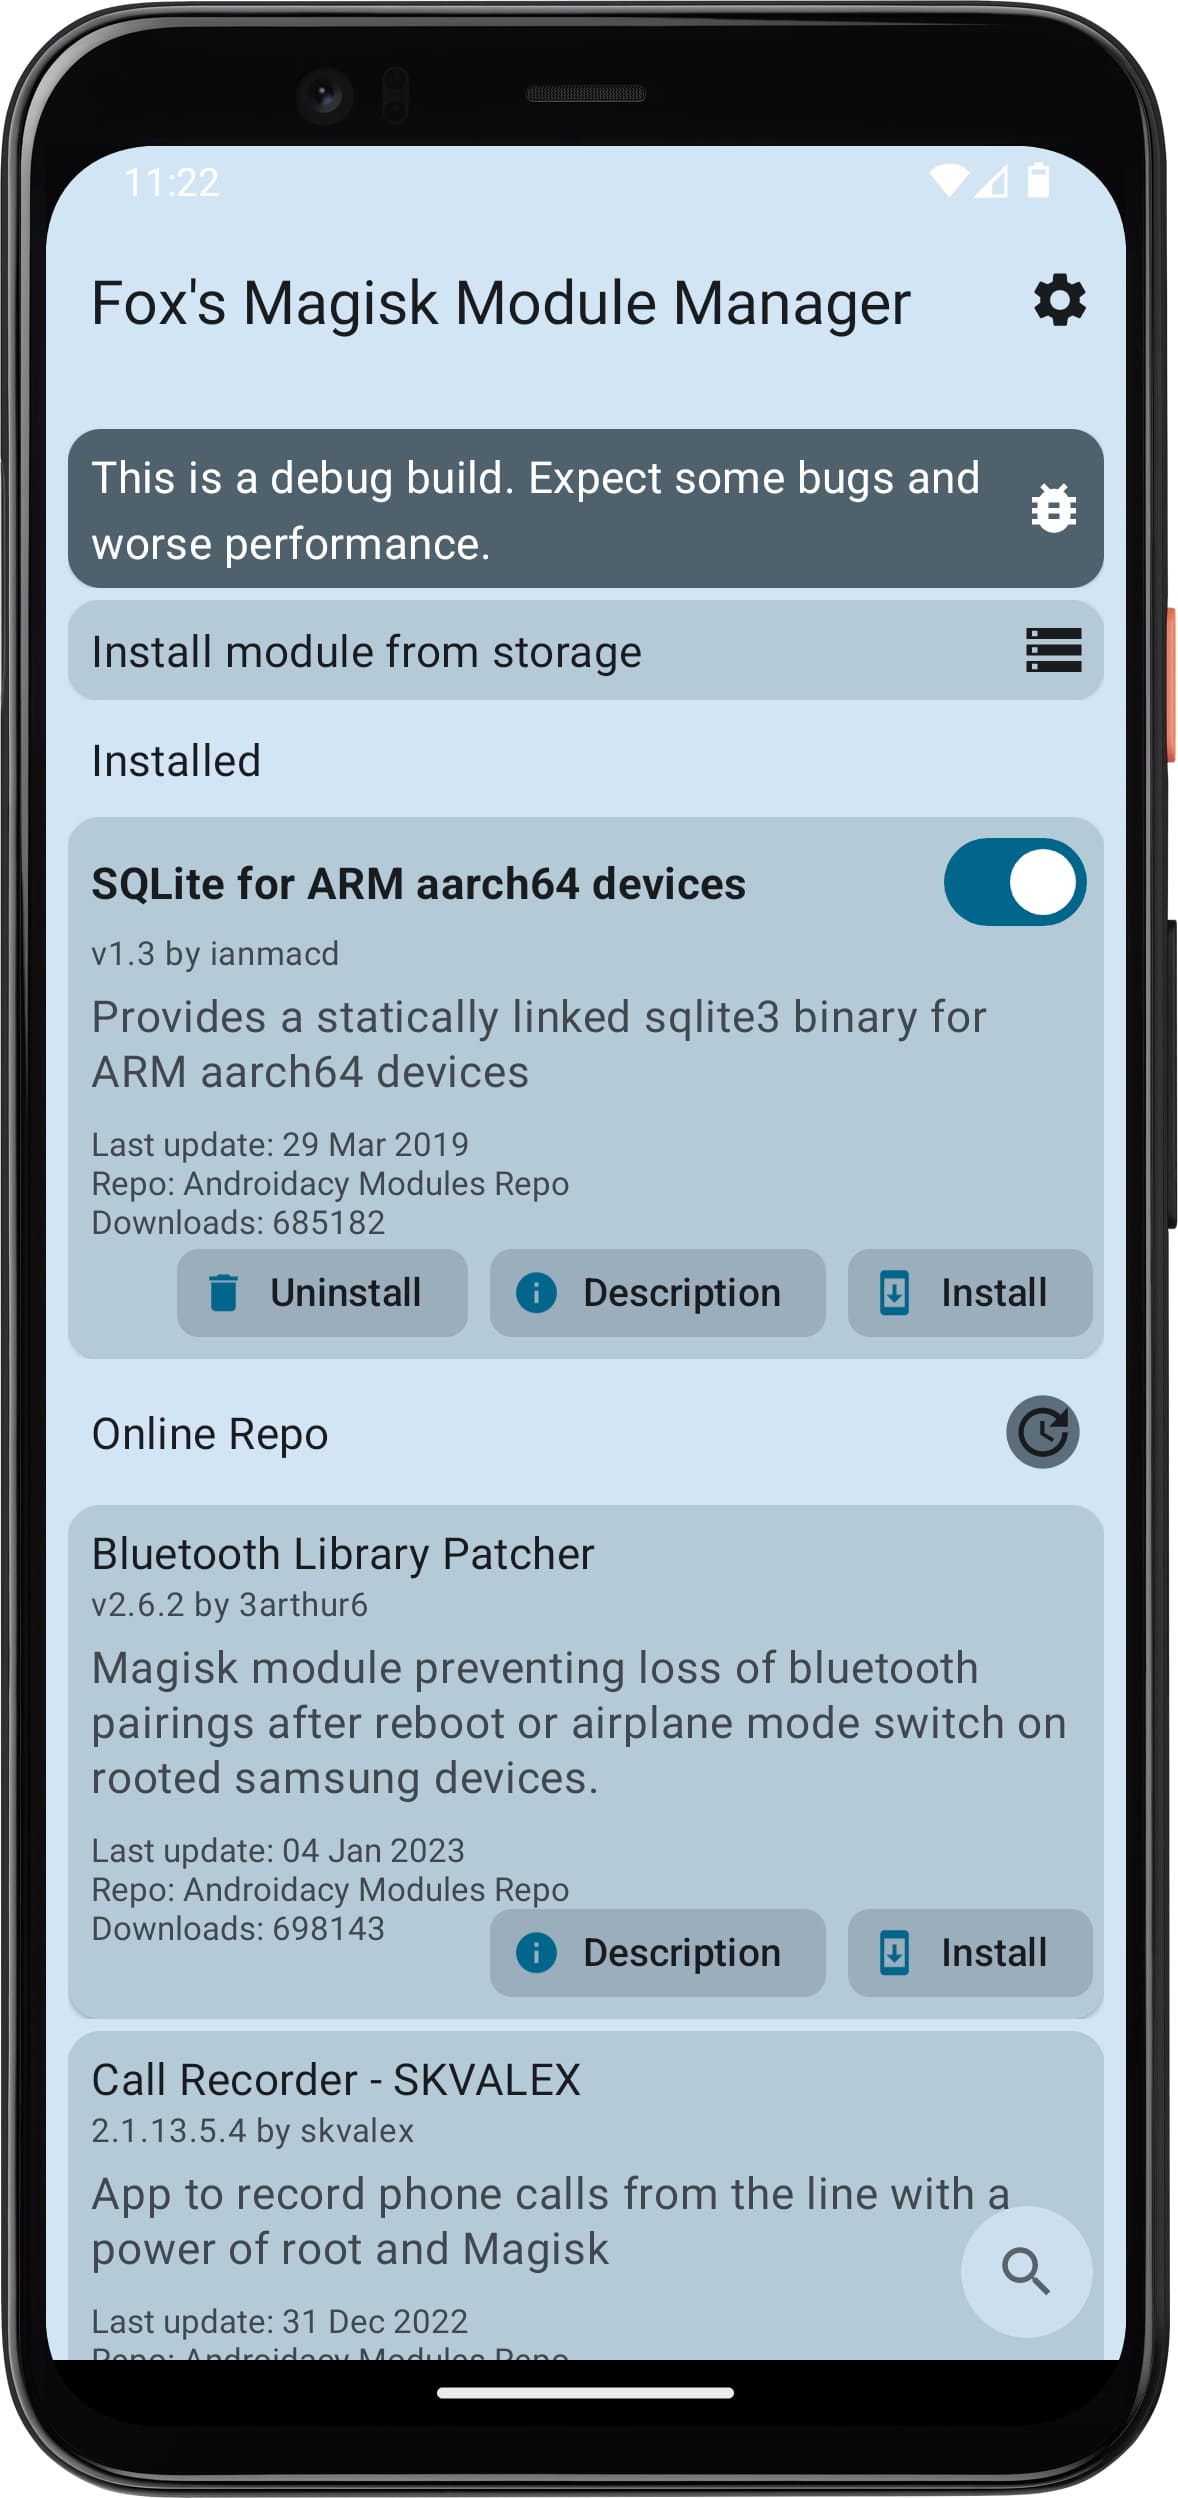 11:22
Fox's Magisk Module Manager
This is a debug build. Expect some bugs and
worse performance.
Install module from storage
Installed
SQLite for ARM aarch64 devices
v1.3 by ianmacd
Provides a statically linked sqlite3 binary for
ARM aarch64 devices
Last update: 29 Mar 2019
Repo: Androidacy Modules Repo
Downloads: 685182
Uninstall Description Install
Online Repo
Bluetooth Library Patcher
v2.6.2 by 3arthur6
Magisk module preventing loss of bluetooth
pairings after reboot or airplane mode switch on
rooted samsung devices.
Last update: 04 Jan 2023
Repo: Androidacy Modules Repo
Downloads: 698143
Description Install
Call Recorder - SKVALEX
2.1.13.5.4 by skvalex
App to record phone calls from the line with a
power of root and Magisk
Last update: 31 Dec 2022
Repo: Androidacy Modules Repo